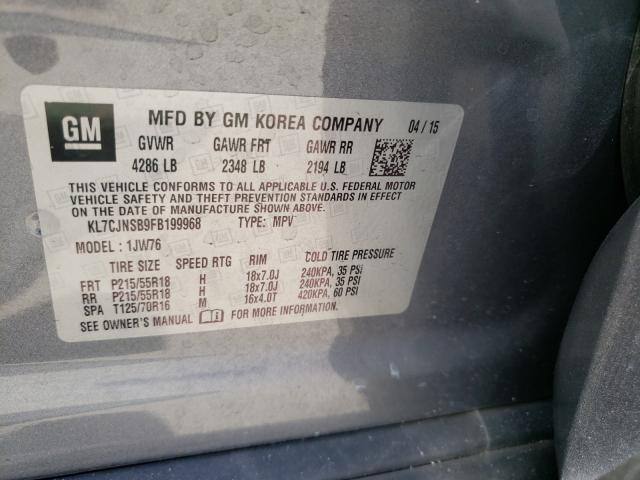 GM
MFD BY GM KOREA COMPANY 04/15
GVWR GAWR FRT GAWR RR
4286 LB 2348 LB 2194 LB
THIS VEHICLE CONFORMS TO ALL APPLICABLE U.S. FEDERAL MOTOR
VEHICLE SAFETY AND THEFT PREVENTION STANDARDS IN EFFECT
ON THE DATE OF MANUFACTURE SHOWN ABOVE.
KL7CJNSB9FB199968 TYPE: MPV
MODEL : 1JW76
TIRE SIZE SPEED RTG RIM COLD TIRE PRESSURE
FRT P215/55R18 H 18x7.0J 240KPA, 35 PSI
RR P215/55R18 H 18x7.0J 240KPA, 35 PSI
SPA T125/70R16 M 16x4.0T 420KPA, 60 PSI
SEE OWNER'S MANUAL FOR MORE INFORMATION.